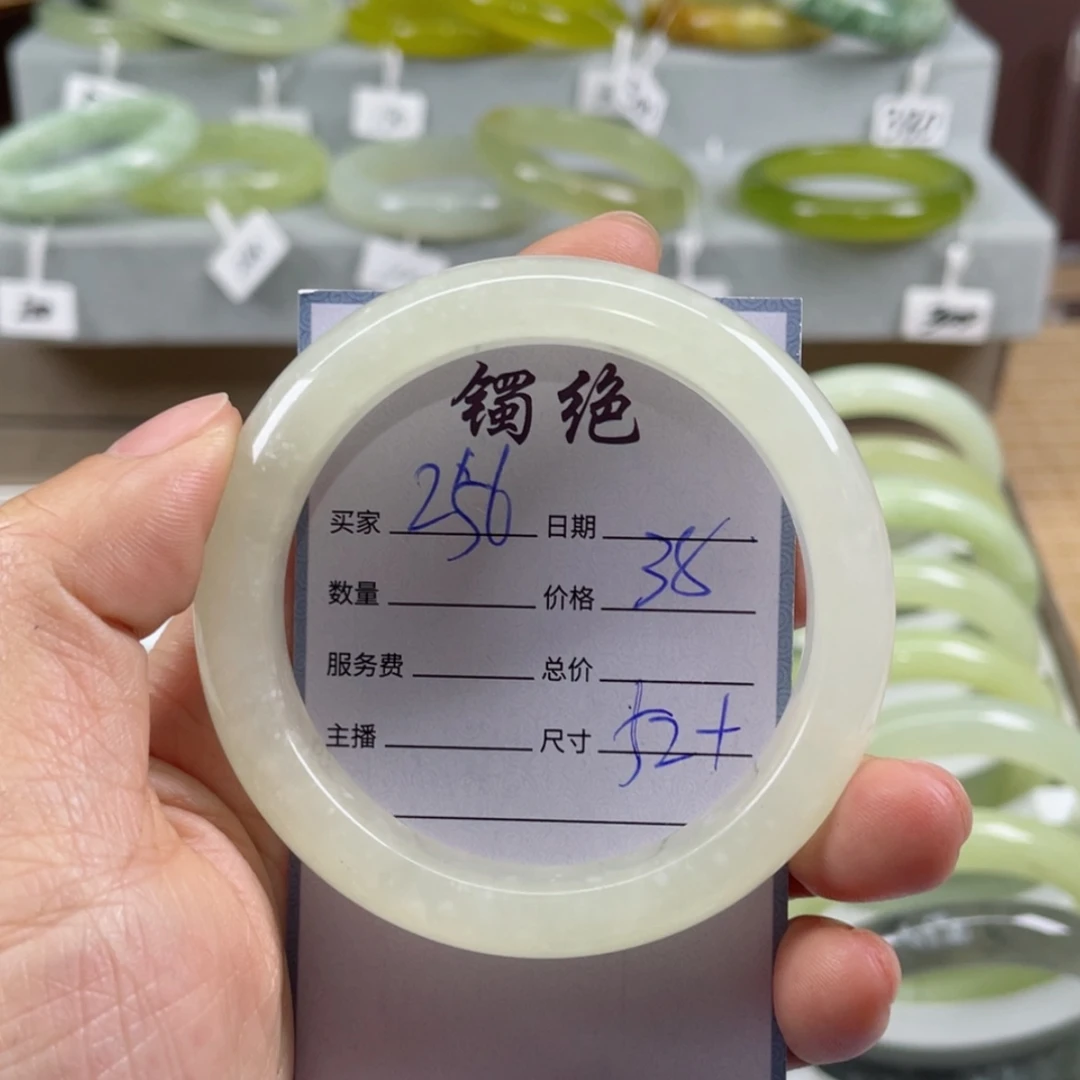 镯绝
买家 256 日期
数量 价格 38
服务费 总价
主播 尺寸 52+